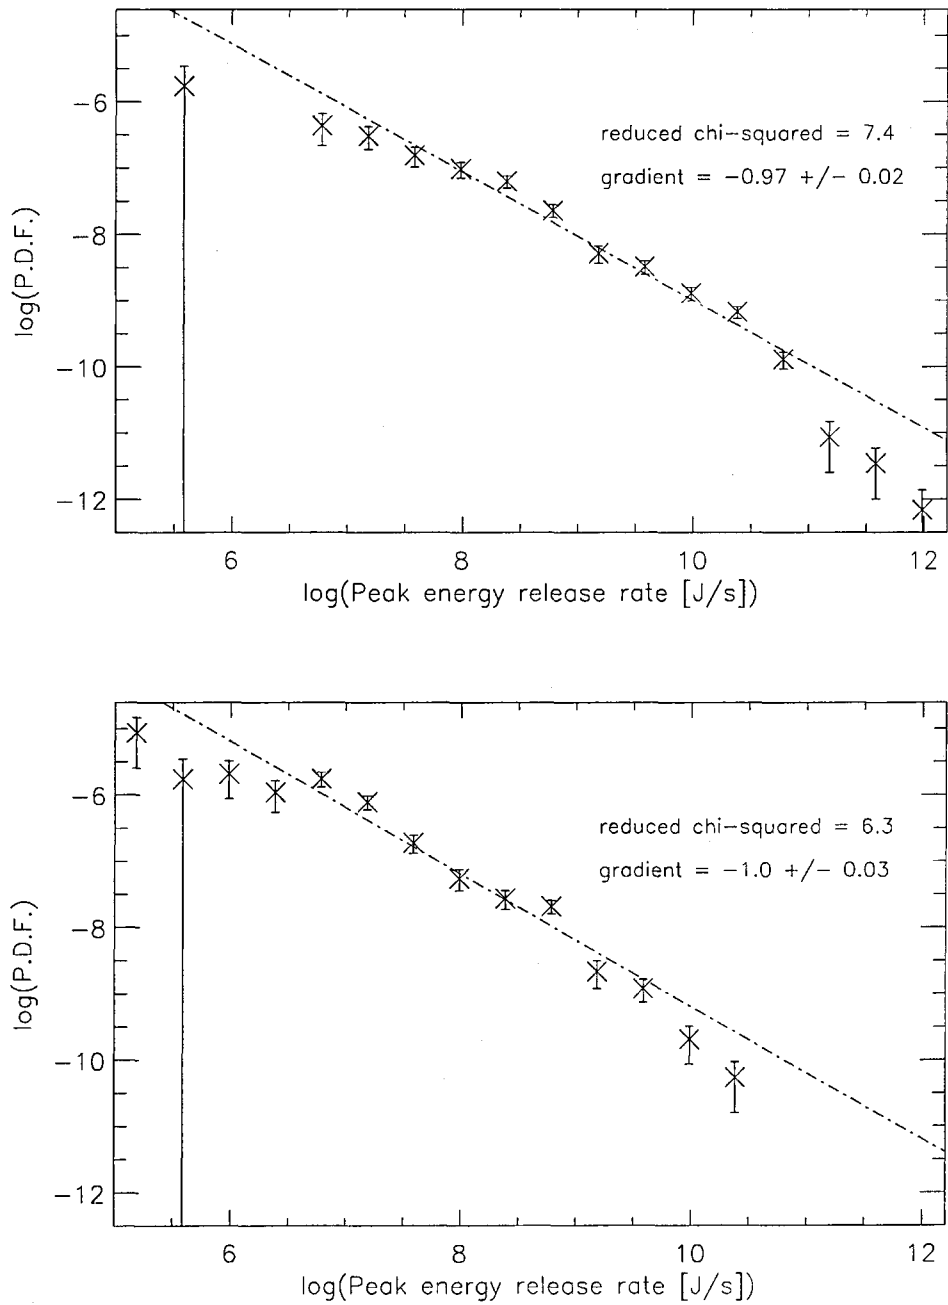 −6
−8
−10
−12
log(P.D.F.)
reduced chi−squared = 7.4
gradient = −0.97 +/− 0.02
6 8 10 12
log(Peak energy release rate [J/s])
−6
−8
−10
−12
log(P.D.F.)
reduced chi−squared = 6.3
gradient = −1.0 +/− 0.03
6 8 10 12
log(Peak energy release rate [J/s])